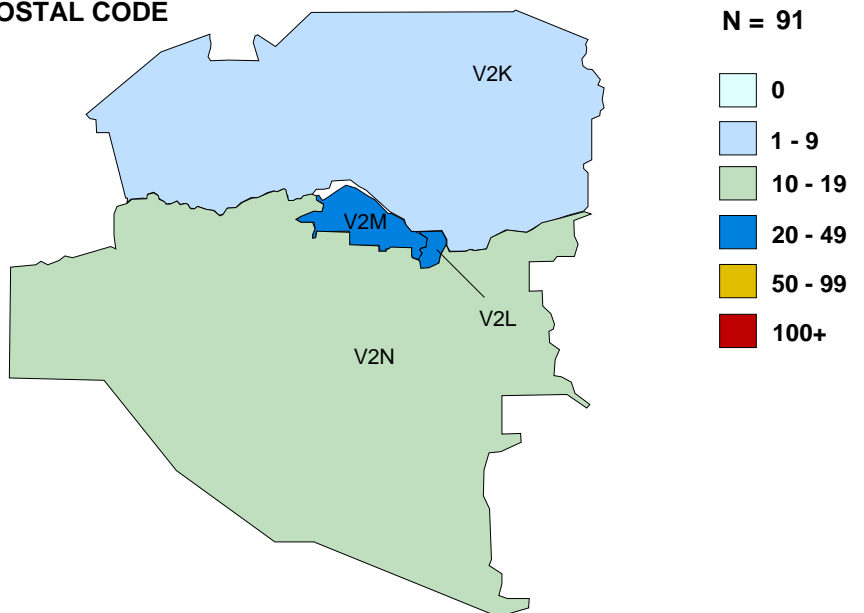 OSTAL CODE
N = 91
V2K
0
1 - 9
10 - 19
20 - 49
50 - 99
100+
V2M
V2L
V2N